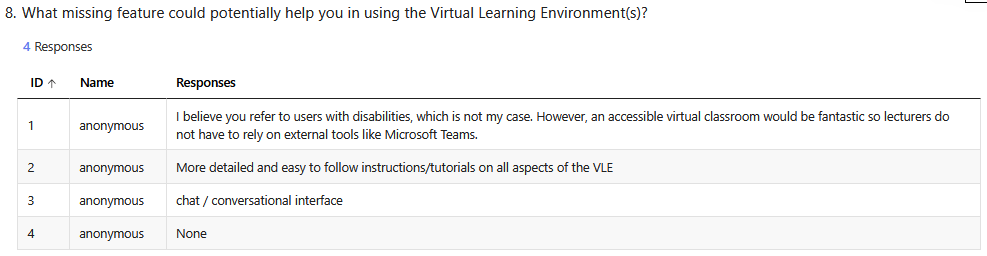 8. What missing feature could potentially help you in using the Virtual Learning Environment(s)?
4 Responses
ID ↑ Name Responses
1 anonymous I believe you refer to users with disabilities, which is not my case. However, an accessible virtual classroom would be fantastic so lecturers do
not have to rely on external tools like Microsoft Teams.
2 anonymous More detailed and easy to follow instructions/tutorials on all aspects of the VLE
3 anonymous chat / conversational interface
4 anonymous None